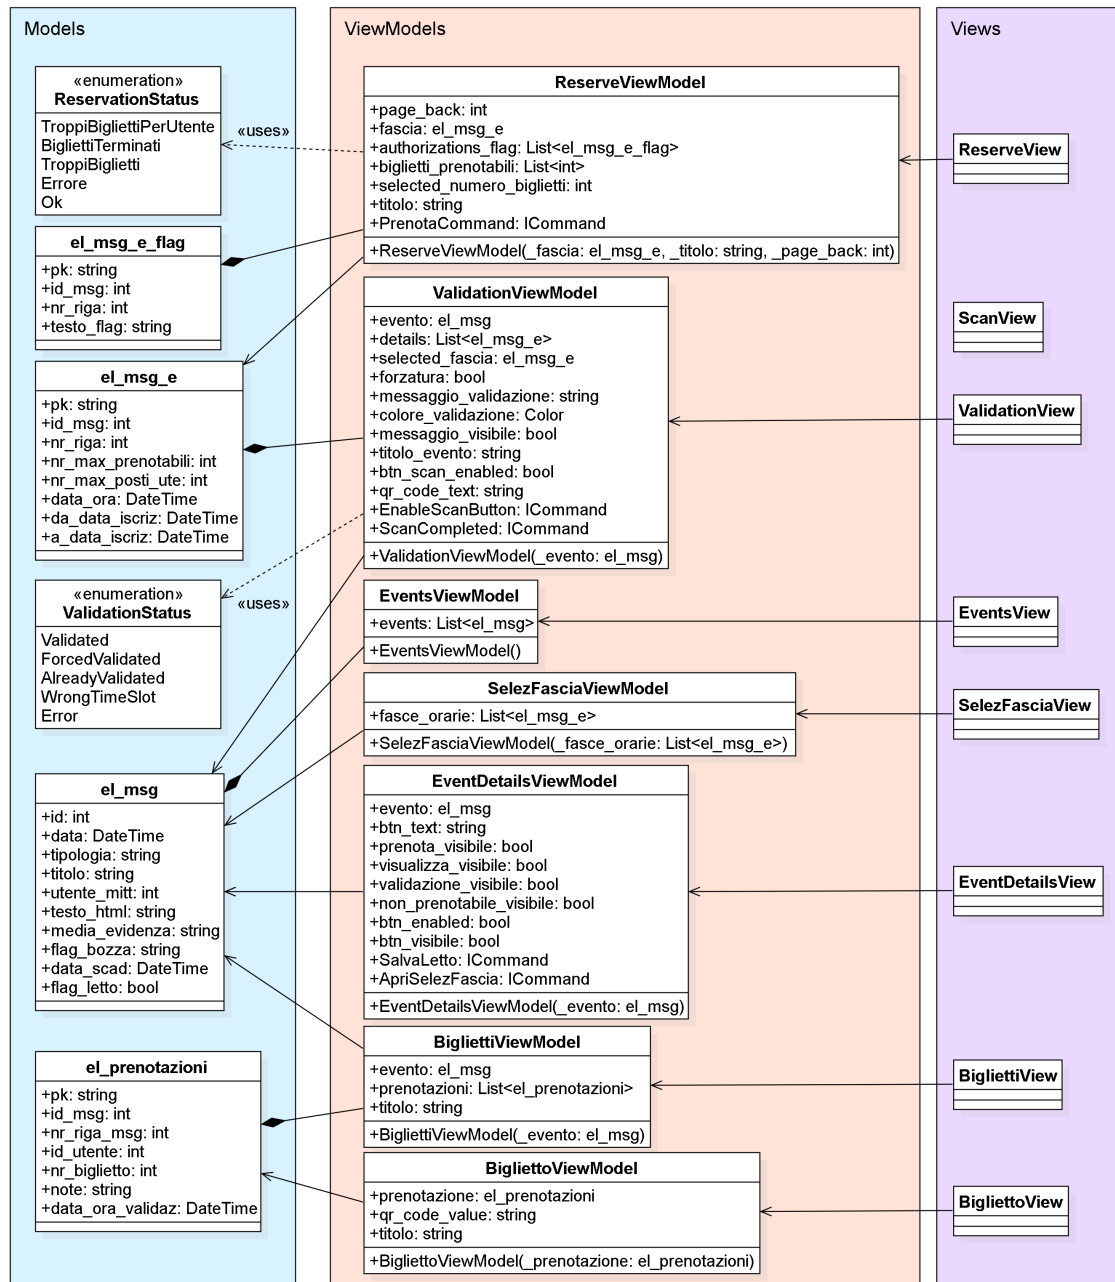 Models
«enumeration»
ReservationStatus
TroppiBigliettiPerUtente
BigliettiTerminati
TroppiBiglietti
Errore
Ok
«uses»
el_msg_e_flag
+pk: string
+id_msg: int
+nr_riga: int
+testo_flag: string
el_msg_e
+pk: string
+id_msg: int
+nr_riga: int
+nr_max_prenotabili: int
+nr_max_posti_ute: int
+data_ora: DateTime
+da_data_iscriz: DateTime
+a_data_iscriz: DateTime
«enumeration»
ValidationStatus
Validated
ForcedValidated
AlreadyValidated
WrongTimeSlot
Error
«uses»
el_msg
+id: int
+data: DateTime
+tipologia: string
+titolo: string
+utente_mitt: int
+testo_html: string
+media_evidenza: string
+flag_bozza: string
+data_scad: DateTime
+flag_letto: bool
el_prenotazioni
+pk: string
+id_msg: int
+nr_riga_msg: int
+id_utente: int
+nr_biglietto: int
+note: string
+data_ora_validaz: DateTime
ViewModels
ReserveViewModel
+page_back: int
+fascia: el_msg_e
+authorizations_flag: List<el_msg_e_flag>
+biglietti_prenotabili: List<int>
+selected_numero_biglietti: int
+titolo: string
+PrenotaCommand: ICommand
+ReserveViewModel(_fascia: el_msg_e, _titolo: string, _page_back: int)
ValidationViewModel
+evento: el_msg
+details: List<el_msg_e>
+selected_fascia: el_msg_e
+forzatura: bool
+messaggio_validazione: string
+colore_validazione: Color
+messaggio_visibile: bool
+titolo_evento: string
+btn_scan_enabled: bool
+qr_code_text: string
+EnableScanButton: ICommand
+ScanCompleted: ICommand
+ValidationViewModel(_evento: el_msg)
EventsViewModel
+events: List<el_msg>
+EventsViewModel()
SelezFasciaViewModel
+fasce_orarie: List<el_msg_e>
+SelezFasciaViewModel(_fasce_orarie: List<el_msg_e>)
EventDetailsViewModel
+evento: el_msg
+btn_text: string
+prenota_visibile: bool
+visualizza_visibile: bool
+validazione_visibile: bool
+non_prenotabile_visibile: bool
+btn_enabled: bool
+btn_visibile: bool
+SalvaLetto: ICommand
+ApriSelezFascia: ICommand
+EventDetailsViewModel(_evento: el_msg)
BigliettiViewModel
+evento: el_msg
+prenotazioni: List<el_prenotazioni>
+titolo: string
+BigliettiViewModel(_evento: el_msg)
BigliettoViewModel
+prenotazione: el_prenotazioni
+qr_code_value: string
+titolo: string
+BigliettoViewModel(_prenotazione: el_prenotazioni)
Views
ReserveView
ScanView
ValidationView
EventsView
SelezFasciaView
EventDetailsView
BigliettiView
BigliettoView